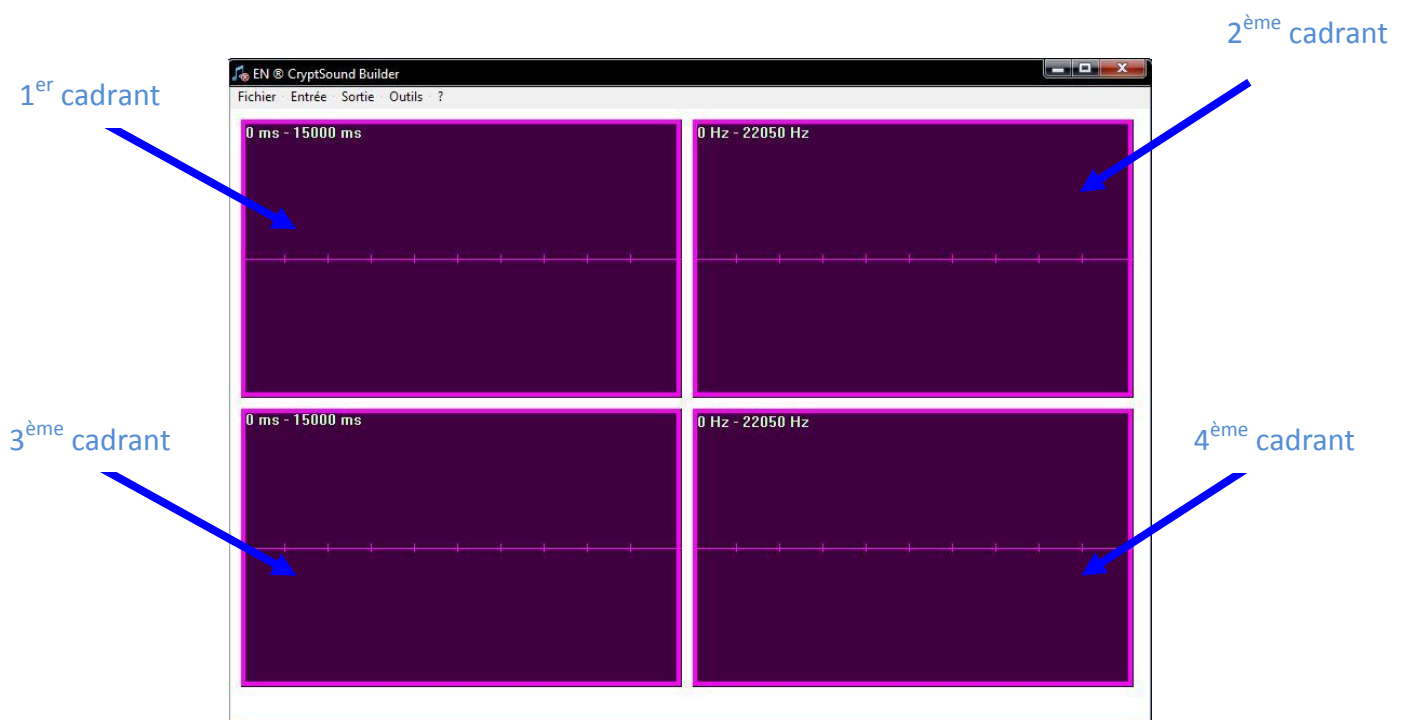 2ème cadrant
1er cadrant
EN ® CryptSound Builder
Fichier Entrée Sortie Outils ?
0 ms - 15000 ms
0 Hz - 22050 Hz
3ème cadrant
0 ms - 15000 ms
0 Hz - 22050 Hz
4ème cadrant